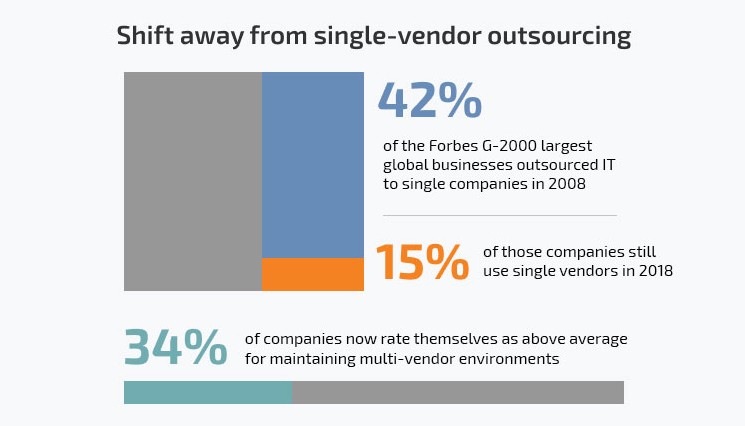 Shift away from single-vendor outsourcing
42%
of the Forbes G-2000 largest
global businesses outsourced IT
to single companies in 2008
15%
of those companies still
use single vendors in 2018
34%
of companies now rate themselves as above average
for maintaining multi-vendor environments